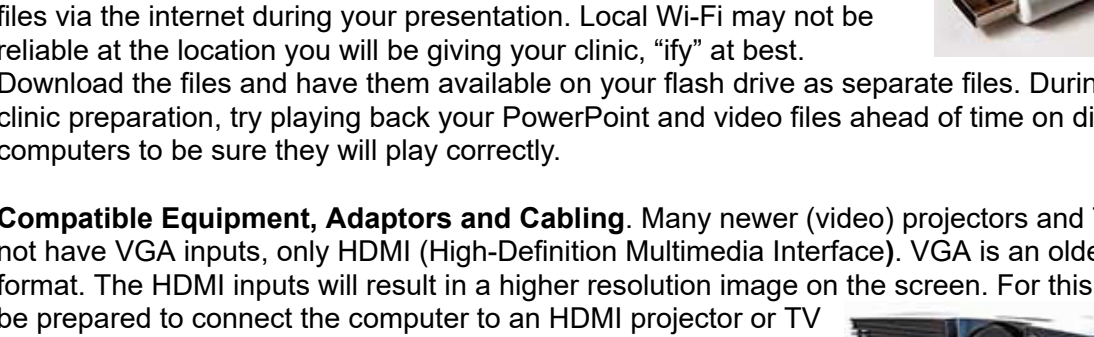 files via the internet during your presentation. Local Wi-Fi may not be
reliable at the location you will be giving your clinic, “ify” at best.
Download the files and have them available on your flash drive as separate files.
clinic preparation, try playing back your PowerPoint and video files ahead of time on
computers to be sure they will play correctly.
Compatible Equipment, Adaptors and Cabling. Many newer (video) projectors and
not have VGA inputs, only HDMI (High-Definition Multimedia Interface). VGA is an
format. The HDMI inputs will result in a higher resolution image on the screen. For this
be prepared to connect the computer to an HDMI projector or TV